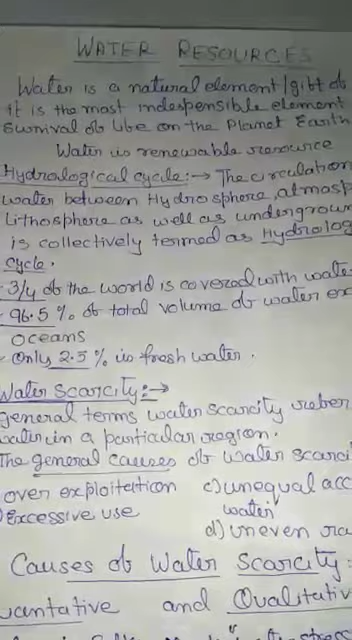 WATER RESOURCES
Water is a natural element/gift of
it is the most indespensible element
Survival of life on the Planet Earth
Water is renewable resource
Hydrological cycle:→ The circulation
water between Hydrosphere, atmosp
Lithosphere as well as undergroun
is collectively termed as Hydrolog
Cycle.
- 3/4 of the world is covered with wate
- 96.5 % of total volume of water ex
oceans
- Only 2.5 % is fresh water.
Water Scarcity:→
general terms water scarcity refer
water in a particular region.
The general causes of water scarci
over exploitation c) unequal acc
Excessive use water
d) uneven ra
Causes of Water Scarcity:
uantative and Qualitativ